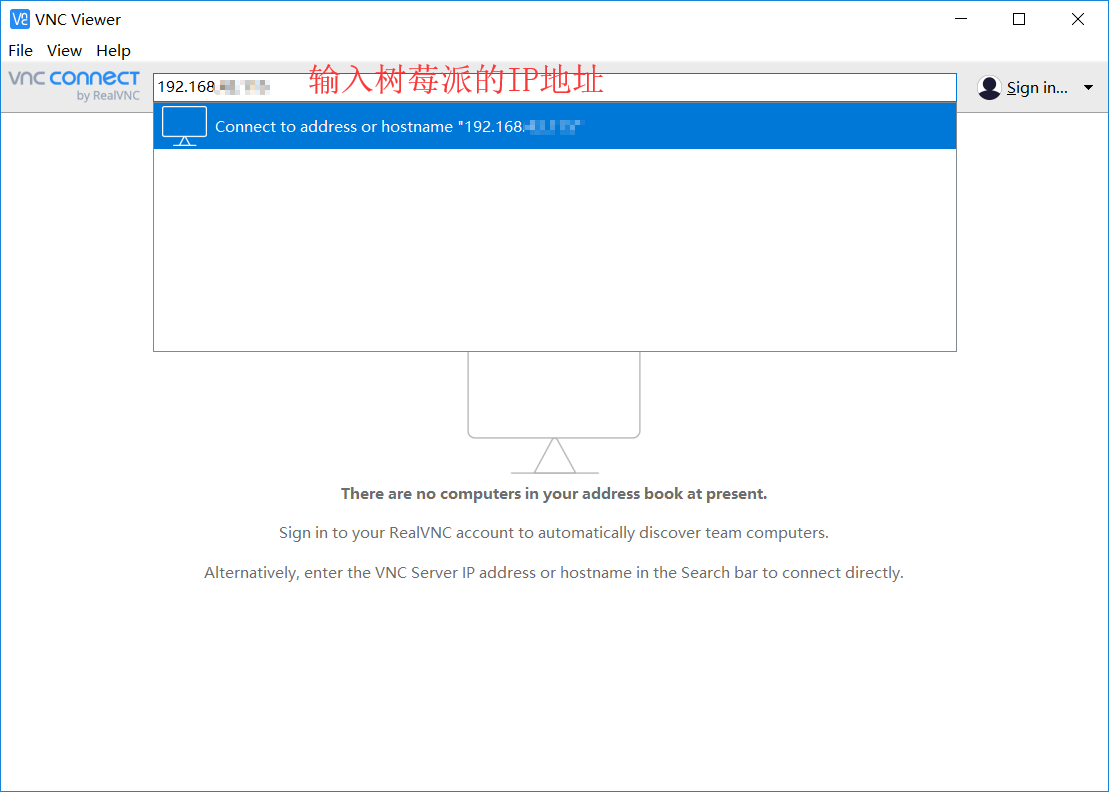 VNC Viewer
File View Help
vnc connect
by RealVNC
192.168
输入树莓派的IP地址
Sign in...
Connect to address or hostname "192.168.
There are no computers in your address book at present.
Sign in to your RealVNC account to automatically discover team computers.
Alternatively, enter the VNC Server IP address or hostname in the Search bar to connect directly.